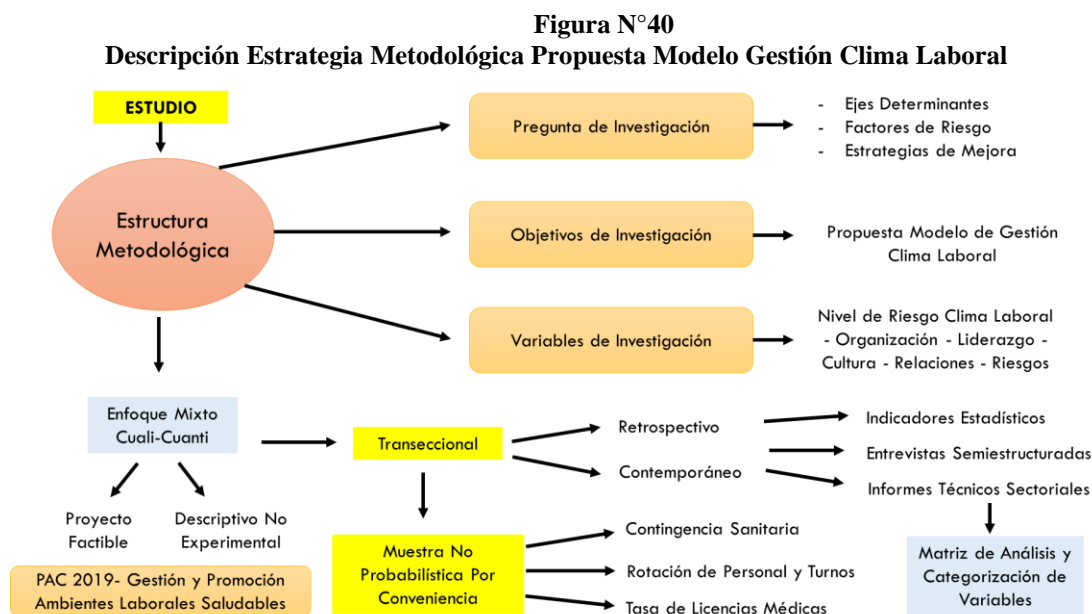 Figura N°40
Descripción Estrategia Metodológica Propuesta Modelo Gestión Clima Laboral
ESTUDIO
Estructura
Metodológica
Pregunta de Investigación
- Ejes Determinantes
- Factores de Riesgo
- Estrategias de Mejora
Objetivos de Investigación
Propuesta Modelo de Gestión
Clima Laboral
Variables de Investigación
Nivel de Riesgo Clima Laboral
- Organización - Liderazgo -
Cultura - Relaciones - Riesgos
Enfoque Mixto
Cuali-Cuanti
Proyecto
Factible
Descriptivo No
Experimental
PAC 2019- Gestión y Promoción
Ambientes Laborales Saludables
Transeccional
Retrospectivo
Contemporáneo
Indicadores Estadísticos
Entrevistas Semiestructuradas
Informes Técnicos Sectoriales
Muestra No
Probabilística Por
Conveniencia
Contingencia Sanitaria
Rotación de Personal y Turnos
Tasa de Licencias Médicas
Matriz de Análisis y
Categorización de
Variables